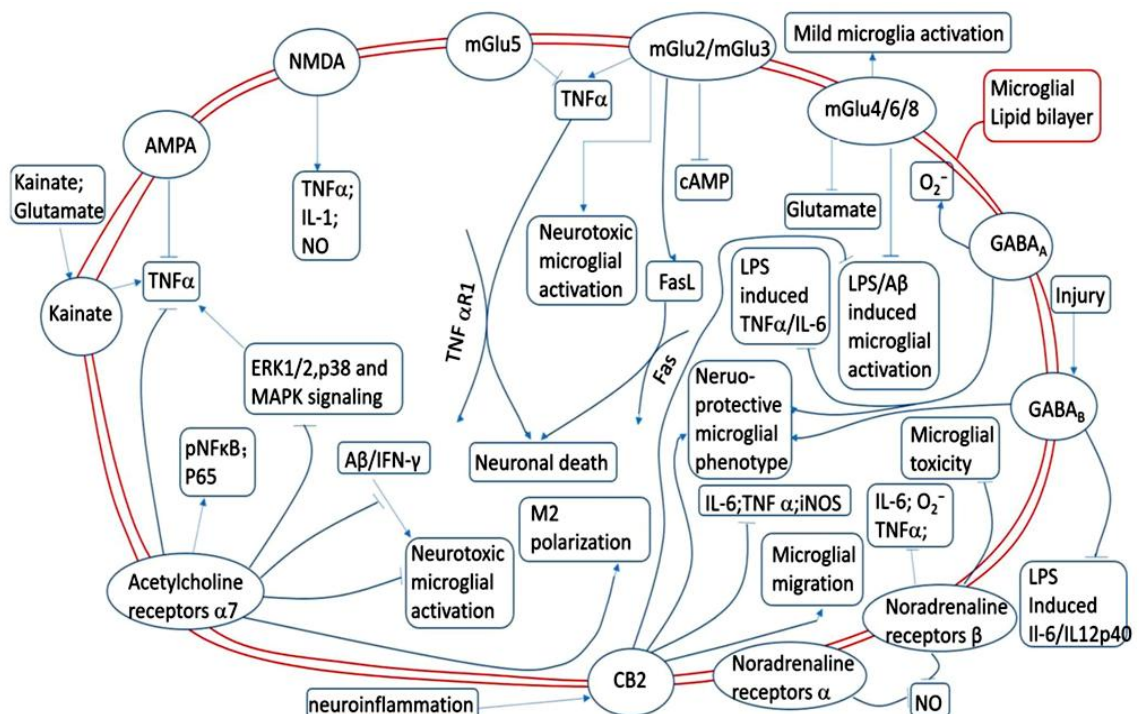 mGlu5
mGlu2/mGlu3
Mild microglia activation
NMDA
Microglial
Lipid bilayer
TNFα
mGlu4/6/8
AMPA
Kainate;
Glutamate
TNFα;
IL-1;
NO
cAMP
O₂⁻
Glutamate
GABA_A
Neurotoxic
microglial
activation
TNFα
FasL
LPS
induced
TNFα/IL-6
LPS/Aβ
induced
microglial
activation
Injury
Kainate
TNF αR1
ERK1/2,p38 and
MAPK signaling
Fas
Neruo-
protective
microglial
phenotype
GABA_B
pNFκB;
P65
Aβ/IFN-γ
Neuronal death
Microglial
toxicity
M2
polarization
IL-6;TNF α;iNOS
IL-6; O₂⁻
TNFα;
Neurotoxic
microglial
activation
Microglial
migration
Acetylcholine
receptors α7
LPS
Induced
Il-6/IL12p40
Noradrenaline
receptors β
CB2
Noradrenaline
receptors α
neuroinflammation
NO